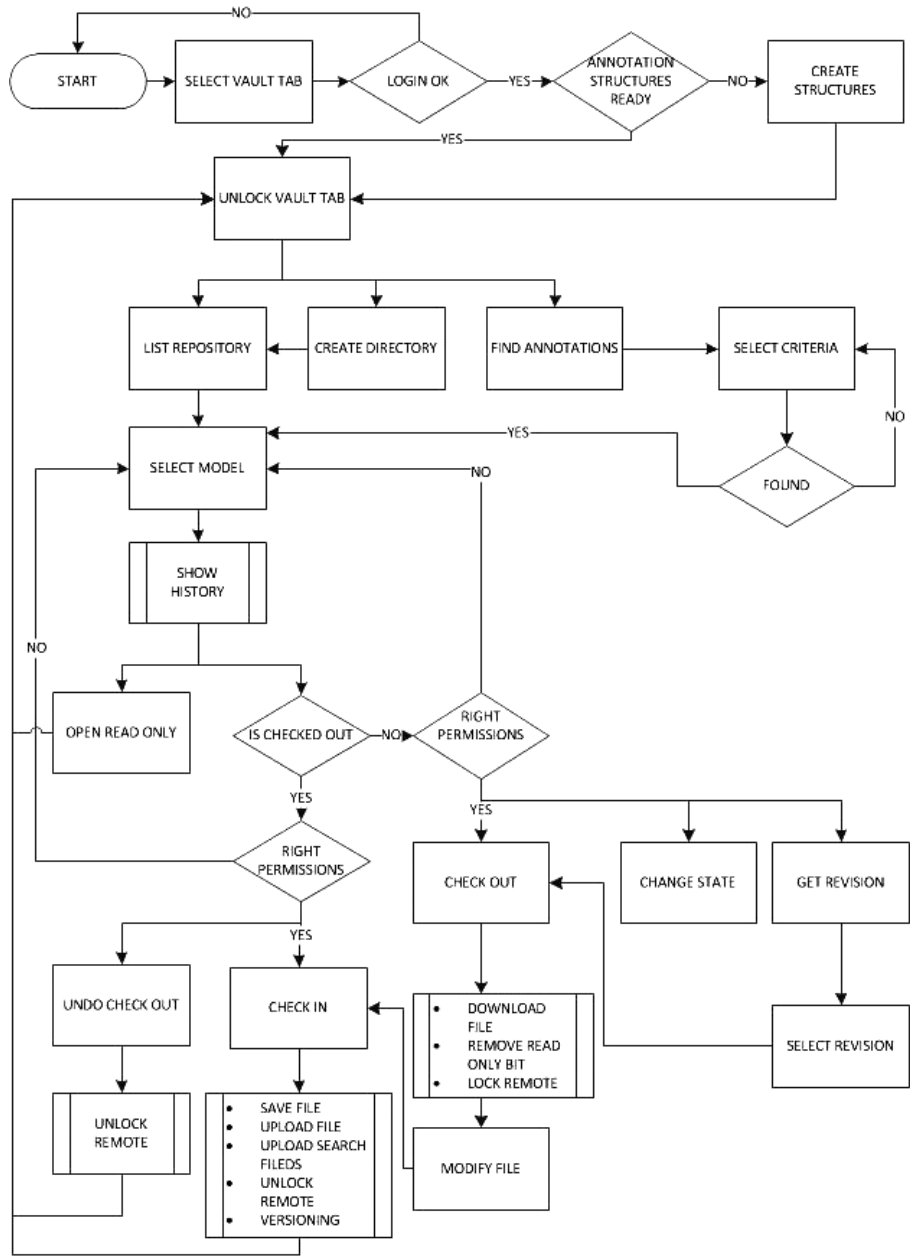 NO
START
SELECT VAULT TAB
LOGIN OK
YES
ANNOTATION
STRUCTURES
READY
NO
CREATE
STRUCTURES
YES
UNLOCK VAULT TAB
LIST REPOSITORY
CREATE DIRECTORY
FIND ANNOTATIONS
SELECT CRITERIA
NO
YES
SELECT MODEL
NO
FOUND
SHOW
HISTORY
NO
OPEN READ ONLY
IS CHECKED OUT
NO
RIGHT
PERMISSIONS
YES
YES
RIGHT
PERMISSIONS
CHECK OUT
CHANGE STATE
GET REVISION
YES
UNDO CHECK OUT
CHECK IN
• DOWNLOAD
FILE
• REMOVE READ
ONLY BIT
• LOCK REMOTE
SELECT REVISION
UNLOCK
REMOTE
• SAVE FILE
• UPLOAD FILE
• UPLOAD SEARCH
FILEDS
• UNLOCK
REMOTE
• VERSIONING
MODIFY FILE